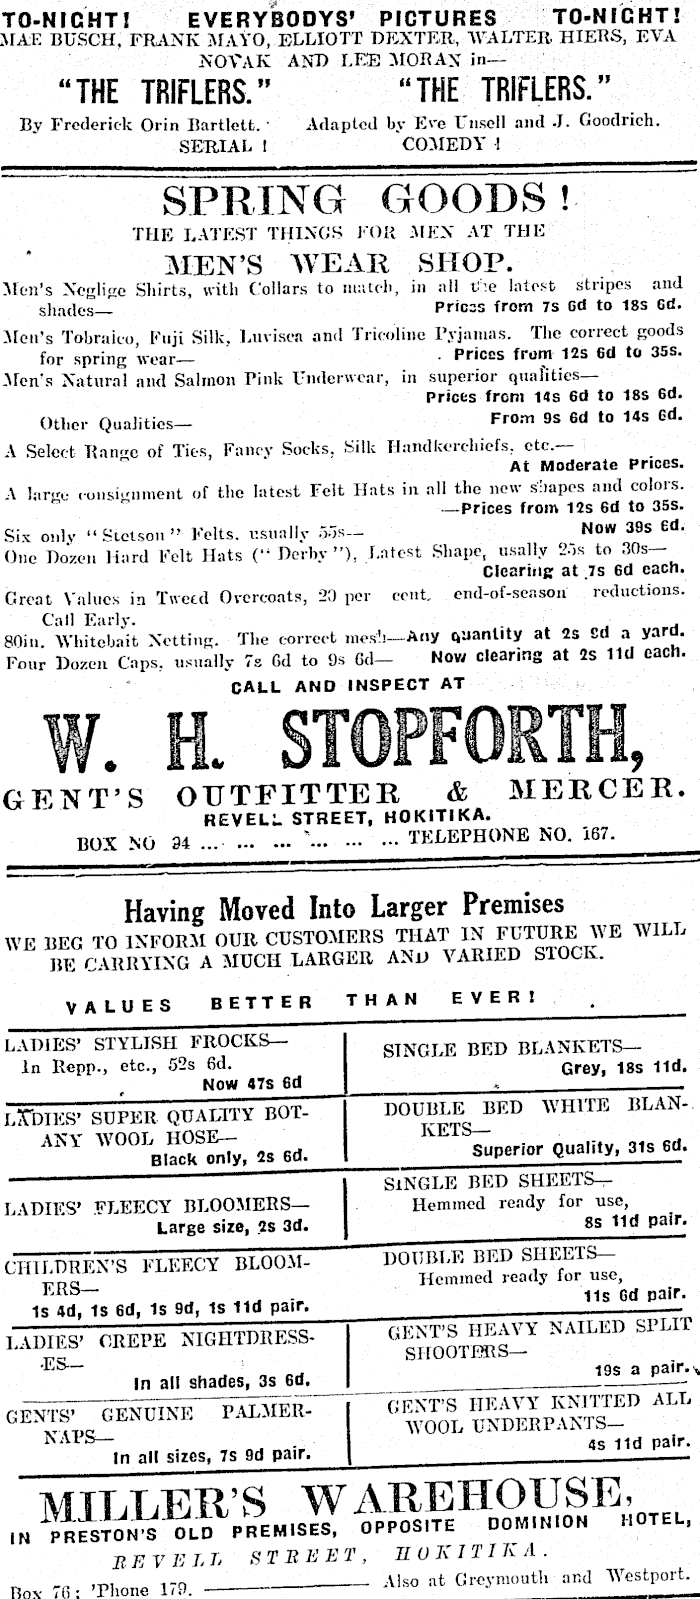 TO-NIGHT! EVERYBODYS' PICTURES TO-NIGHT!
MAE BUSCH, FRANK MAYO, ELLIOTT DEXTER, WALTER HIERS, EVA
NOVAK AND LEE MORAN in—
"THE TRIFLERS." "THE TRIFLERS."
By Frederick Orin Bartlett. Adapted by Eve Unsell and J. Goodrich.
SERIAL! COMEDY!
SPRING GOODS!
THE LATEST THINGS FOR MEN AT THE
MEN'S WEAR SHOP.
Men's Neglige Shirts, with Collars to match, in all the latest stripes and
shades— Prices from 7s 6d to 18s 6d.
Men's Tobralco, Fuji Silk, Luvisca and Tricoline Pyjamas. The correct goods
for spring wear— Prices from 12s 6d to 35s.
Men's Natural and Salmon Pink Underwear, in superior qualities—
Prices from 14s 6d to 18s 6d.
Other Qualities— From 9s 6d to 14s 6d.
A Select Range of Ties, Fancy Socks, Silk Handkerchiefs, etc.—
At Moderate Prices.
A large consignment of the latest Felt Hats in all the new shapes and colors.
—Prices from 12s 6d to 35s.
Six only "Stetson" Felts, usually 55s— Now 39s 6d.
One Dozen Hard Felt Hats ("Derby"), Latest Shape, usally 25s to 30s—
Clearing at 7s 6d each.
Great Values in Tweed Overcoats, 20 per cent. end-of-season reductions.
Call Early.
80in. Whitebait Netting. The correct mesh—Any quantity at 2s a yard.
Four Dozen Caps, usually 7s 6d to 9s 6d— Now clearing at 2s 11d each.
CALL AND INSPECT AT
W. H. STOPFORTH,
GENT'S OUTFITTER & MERCER.
REVELL STREET, HOKITIKA.
BOX NO 94 ... ... ... ... ... ... TELEPHONE NO. 167.
Having Moved Into Larger Premises
WE BEG TO INFORM OUR CUSTOMERS THAT IN FUTURE WE WILL
BE CARRYING A MUCH LARGER AND VARIED STOCK.
VALUES BETTER THAN EVER!
LADIES' STYLISH FROCKS—
In Repp., etc., 52s 6d.
Now 47s 6d
LADIES' SUPER QUALITY BOT-
ANY WOOL HOSE—
Black only, 2s 6d.
LADIES' FLEECY BLOOMERS—
Large size, 2s 3d.
CHILDREN'S FLEECY BLOOM-
ERS—
1s 4d, 1s 6d, 1s 9d, 1s 11d pair.
LADIES' CREPE NIGHTDRESS-
ES—
In all shades, 3s 6d.
GENTS' GENUINE PALMER-
NAPS—
In all sizes, 7s 9d pair.
SINGLE BED BLANKETS—
Grey, 18s 11d.
DOUBLE BED WHITE BLAN-
KETS—
Superior Quality, 31s 6d.
SINGLE BED SHEETS—
Hemmed ready for use,
8s 11d pair.
DOUBLE BED SHEETS—
Hemmed ready for use,
11s 6d pair.
GENT'S HEAVY NAILED SPLIT
SHOOTERS—
19s a pair.
GENT'S HEAVY KNITTED ALL
WOOL UNDERPANTS—
4s 11d pair.
MILLER'S WAREHOUSE,
IN PRESTON'S OLD PREMISES, OPPOSITE DOMINION HOTEL,
REVELL STREET, HOKITIKA.
Box 76; 'Phone 179. ——— Also at Greymouth and Westport.